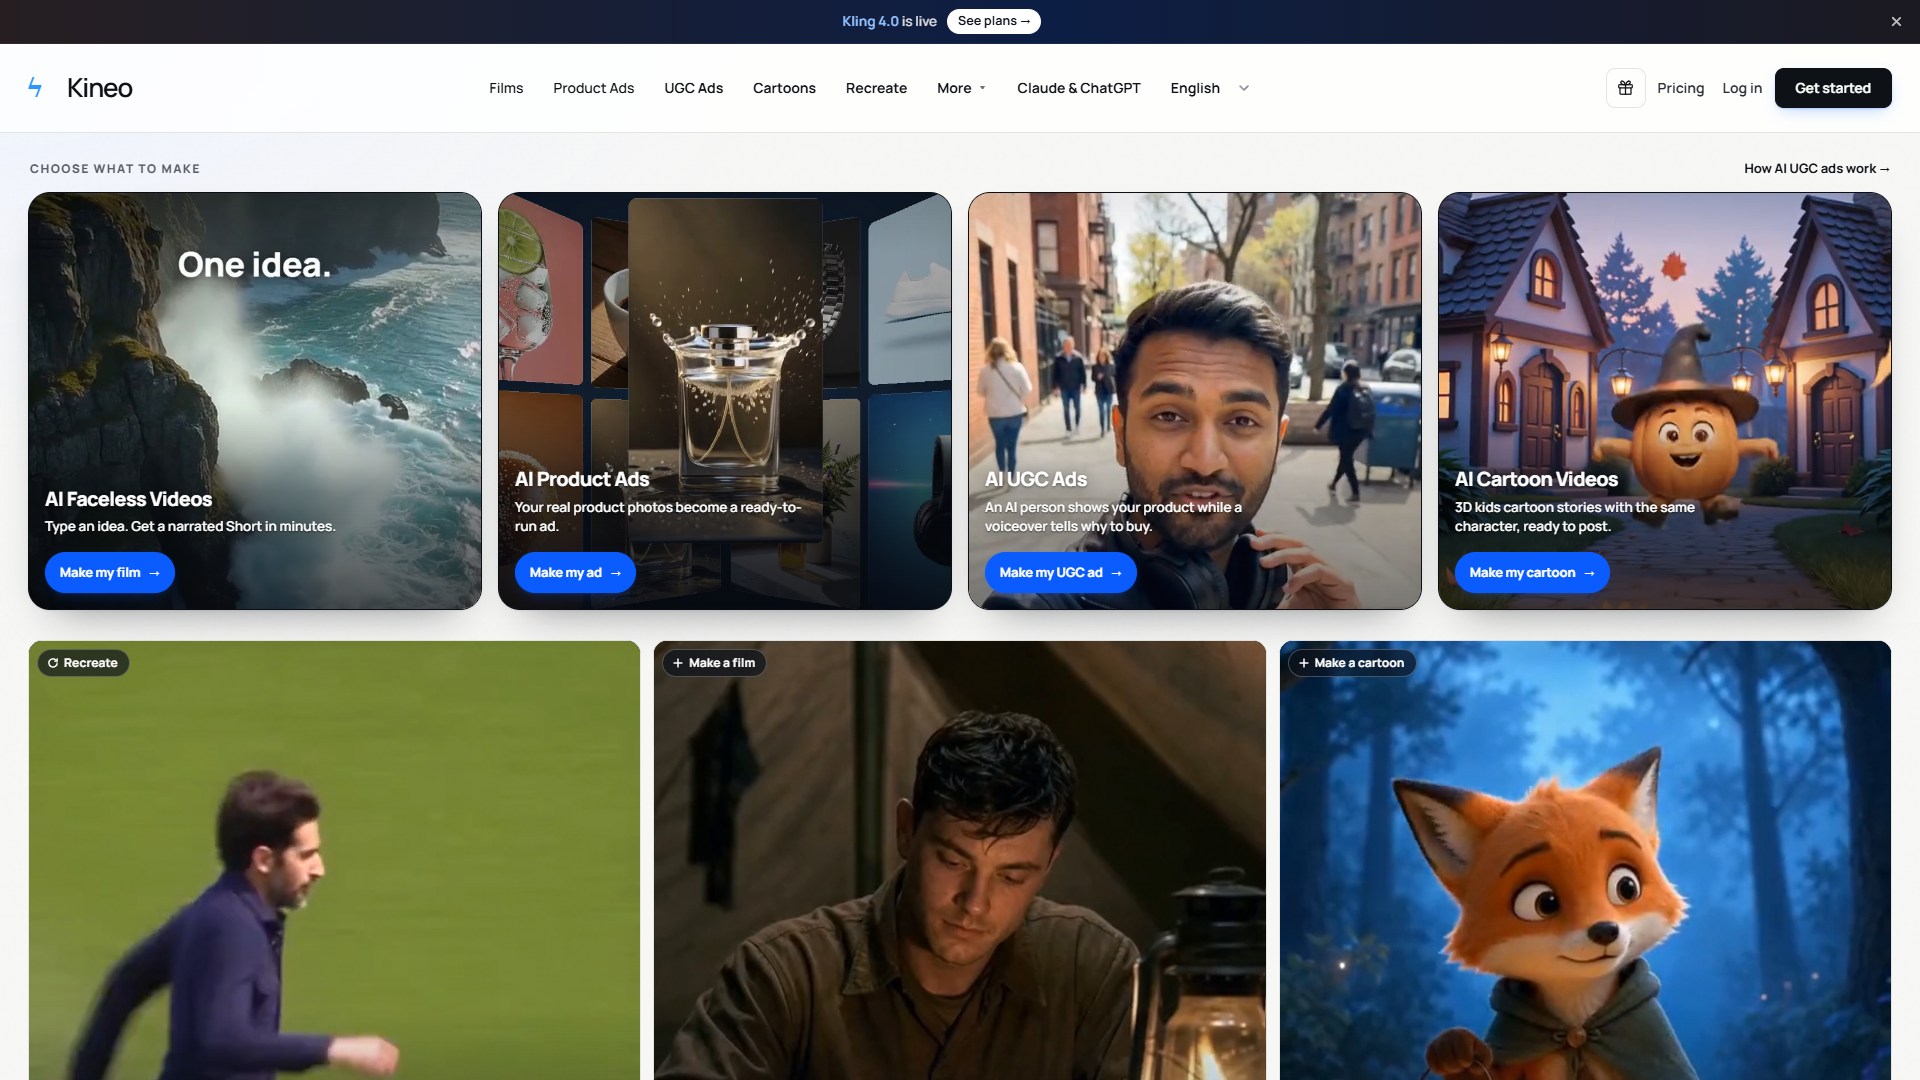 Kling 4.0 is live See plans →
Kineo
Films Product Ads UGC Ads Cartoons Recreate More Claude & ChatGPT English
Pricing Log in Get started
CHOOSE WHAT TO MAKE
How AI UGC ads work →
One idea.
AI Faceless Videos
Type an idea. Get a narrated Short in minutes.
Make my film →
AI Product Ads
Your real product photos become a ready-to-
run ad.
Make my ad →
AI UGC Ads
An AI person shows your product while a
voiceover tells why to buy.
Make my UGC ad →
AI Cartoon Videos
3D kids cartoon stories with the same
character, ready to post.
Make my cartoon →
Recreate
+ Make a film
+ Make a cartoon